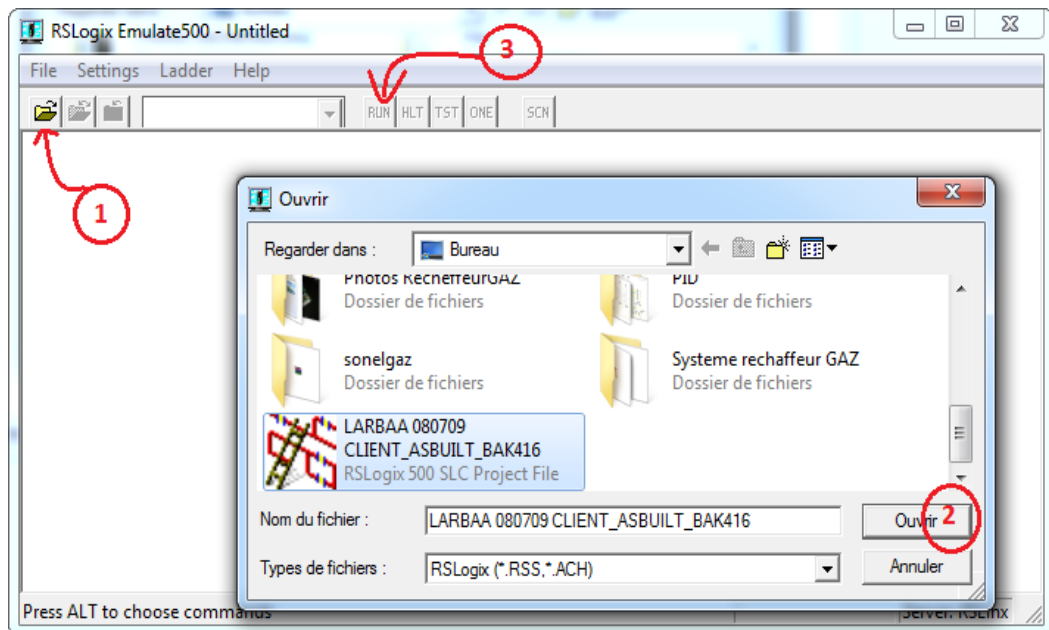 RSLogix Emulate500 - Untitled
3
File Settings Ladder Help
RUN HLT TST ONE SCN
1
Ouvrir
Regarder dans :
Bureau
Photos RecheffeurGAZ
Dossier de fichiers
PID
Dossier de fichiers
sonelgaz
Dossier de fichiers
Systeme rechaffeur GAZ
Dossier de fichiers
LARBAA 080709
CLIENT_ASBUILT_BAK416
RSLogix 500 SLC Project File
Nom du fichier :
LARBAA 080709 CLIENT_ASBUILT_BAK416
Ouvrir
2
Types de fichiers :
RSLogix (*.RSS,*.ACH)
Annuler
Press ALT to choose commands
Server: RSLinx